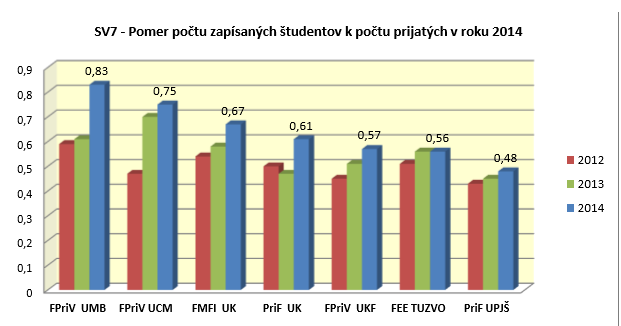 SV7 - Pomer počtu zapísaných študentov k počtu prijatých v roku 2014
0,9
0,8
0,7
0,6
0,5
0,4
0,3
0,2
0,1
0
0,83
0,75
0,67
0,61
0,57
0,56
0,48
FPriV UMB
FPriV UCM
FMFI UK
PriF UK
FPriV UKF
FEE TUZVO
PriF UPJŠ
2012
2013
2014